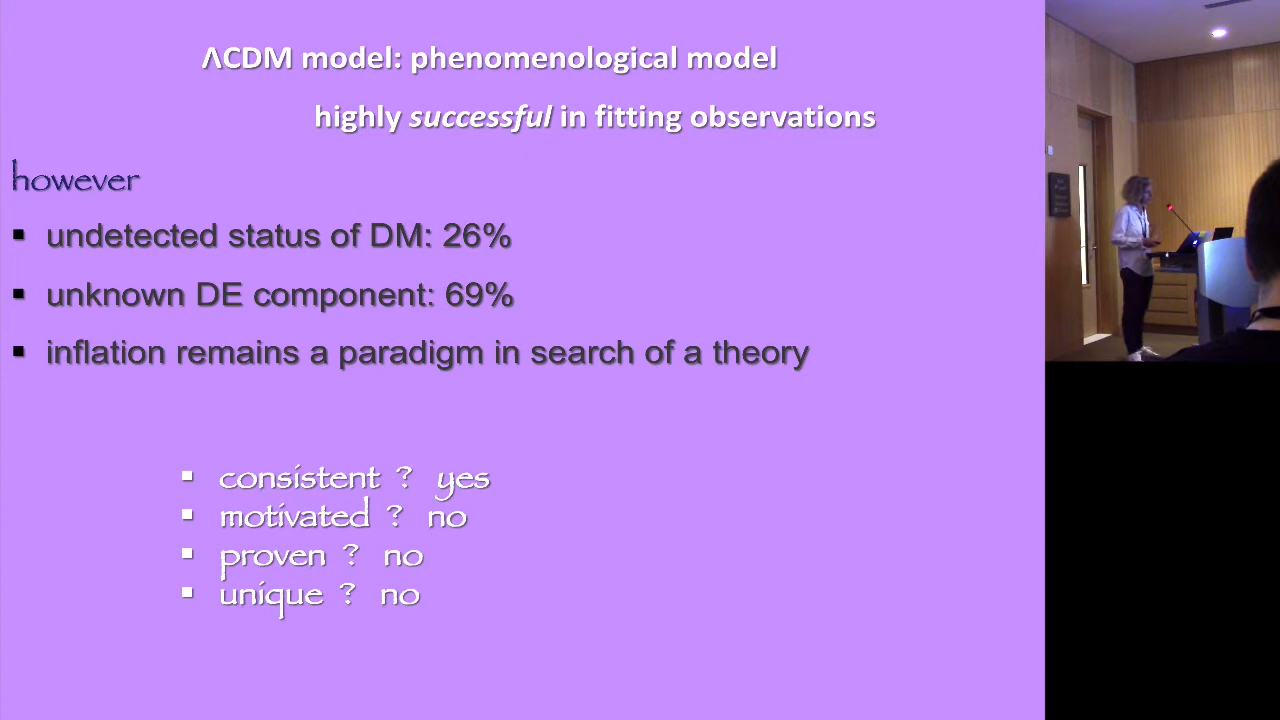 ΛCDM model: phenomenological model
highly successful in fitting observations
however
▪ undetected status of DM: 26%
▪ unknown DE component: 69%
▪ inflation remains a paradigm in search of a theory
▪ consistent ? yes
▪ motivated ? no
▪ proven ? no
▪ unique ? no